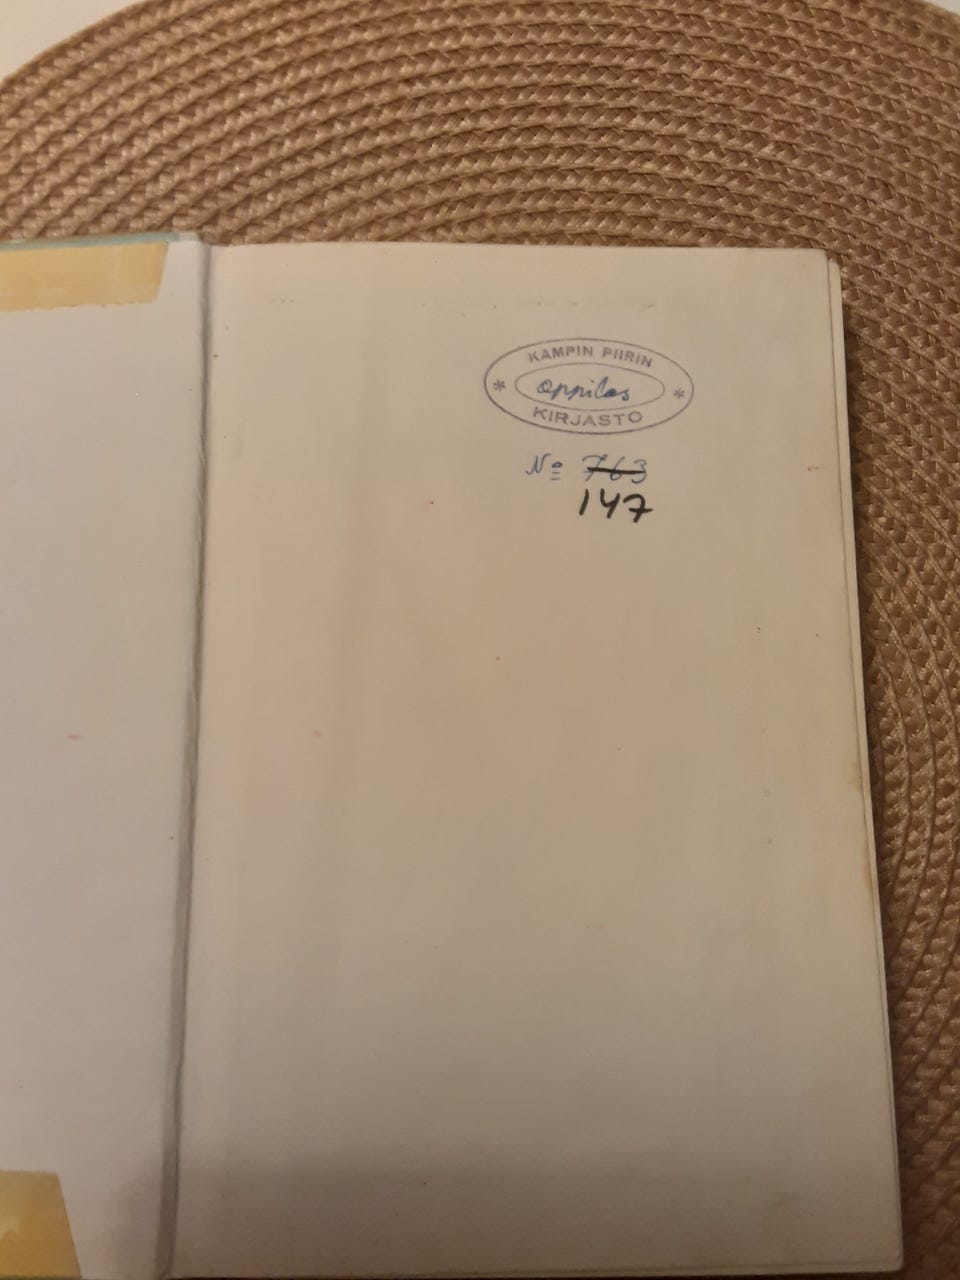 KAMPIN PIIRIN
* oppilas *
KIRJASTO
No 763
147